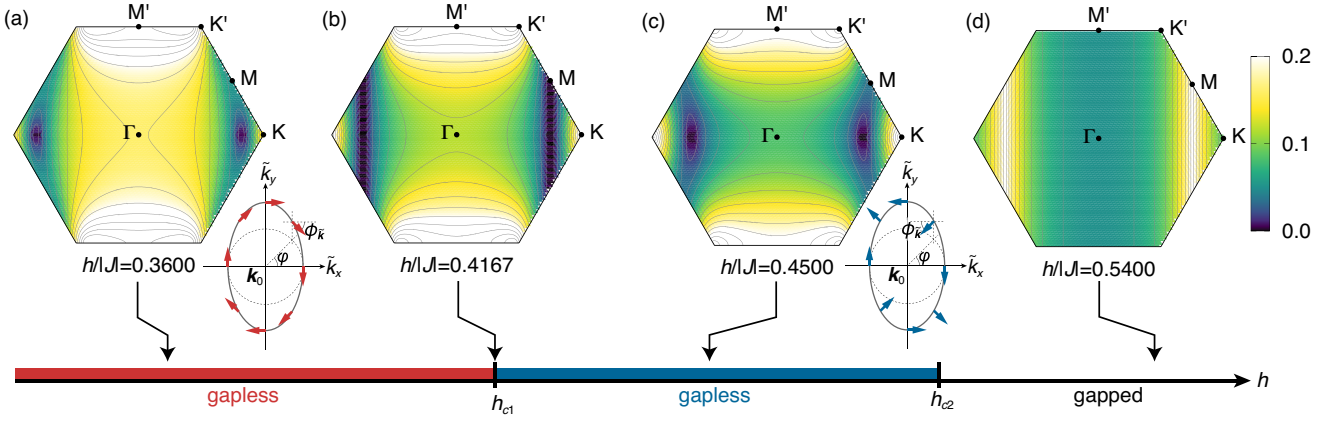 (a)
M'
K'
M
Γ
K
h/|J|=0.3600
k̃y
ϕk̃
φ
k0
k̃x
(b)
M'
K'
M
Γ
K
h/|J|=0.4167
(c)
M'
K'
M
Γ
K
h/|J|=0.4500
k̃y
ϕk̃
φ
k0
k̃x
(d)
M'
K'
M
Γ
K
h/|J|=0.5400
0.2
0.1
0.0
gapless
hc1
gapless
hc2
gapped
h